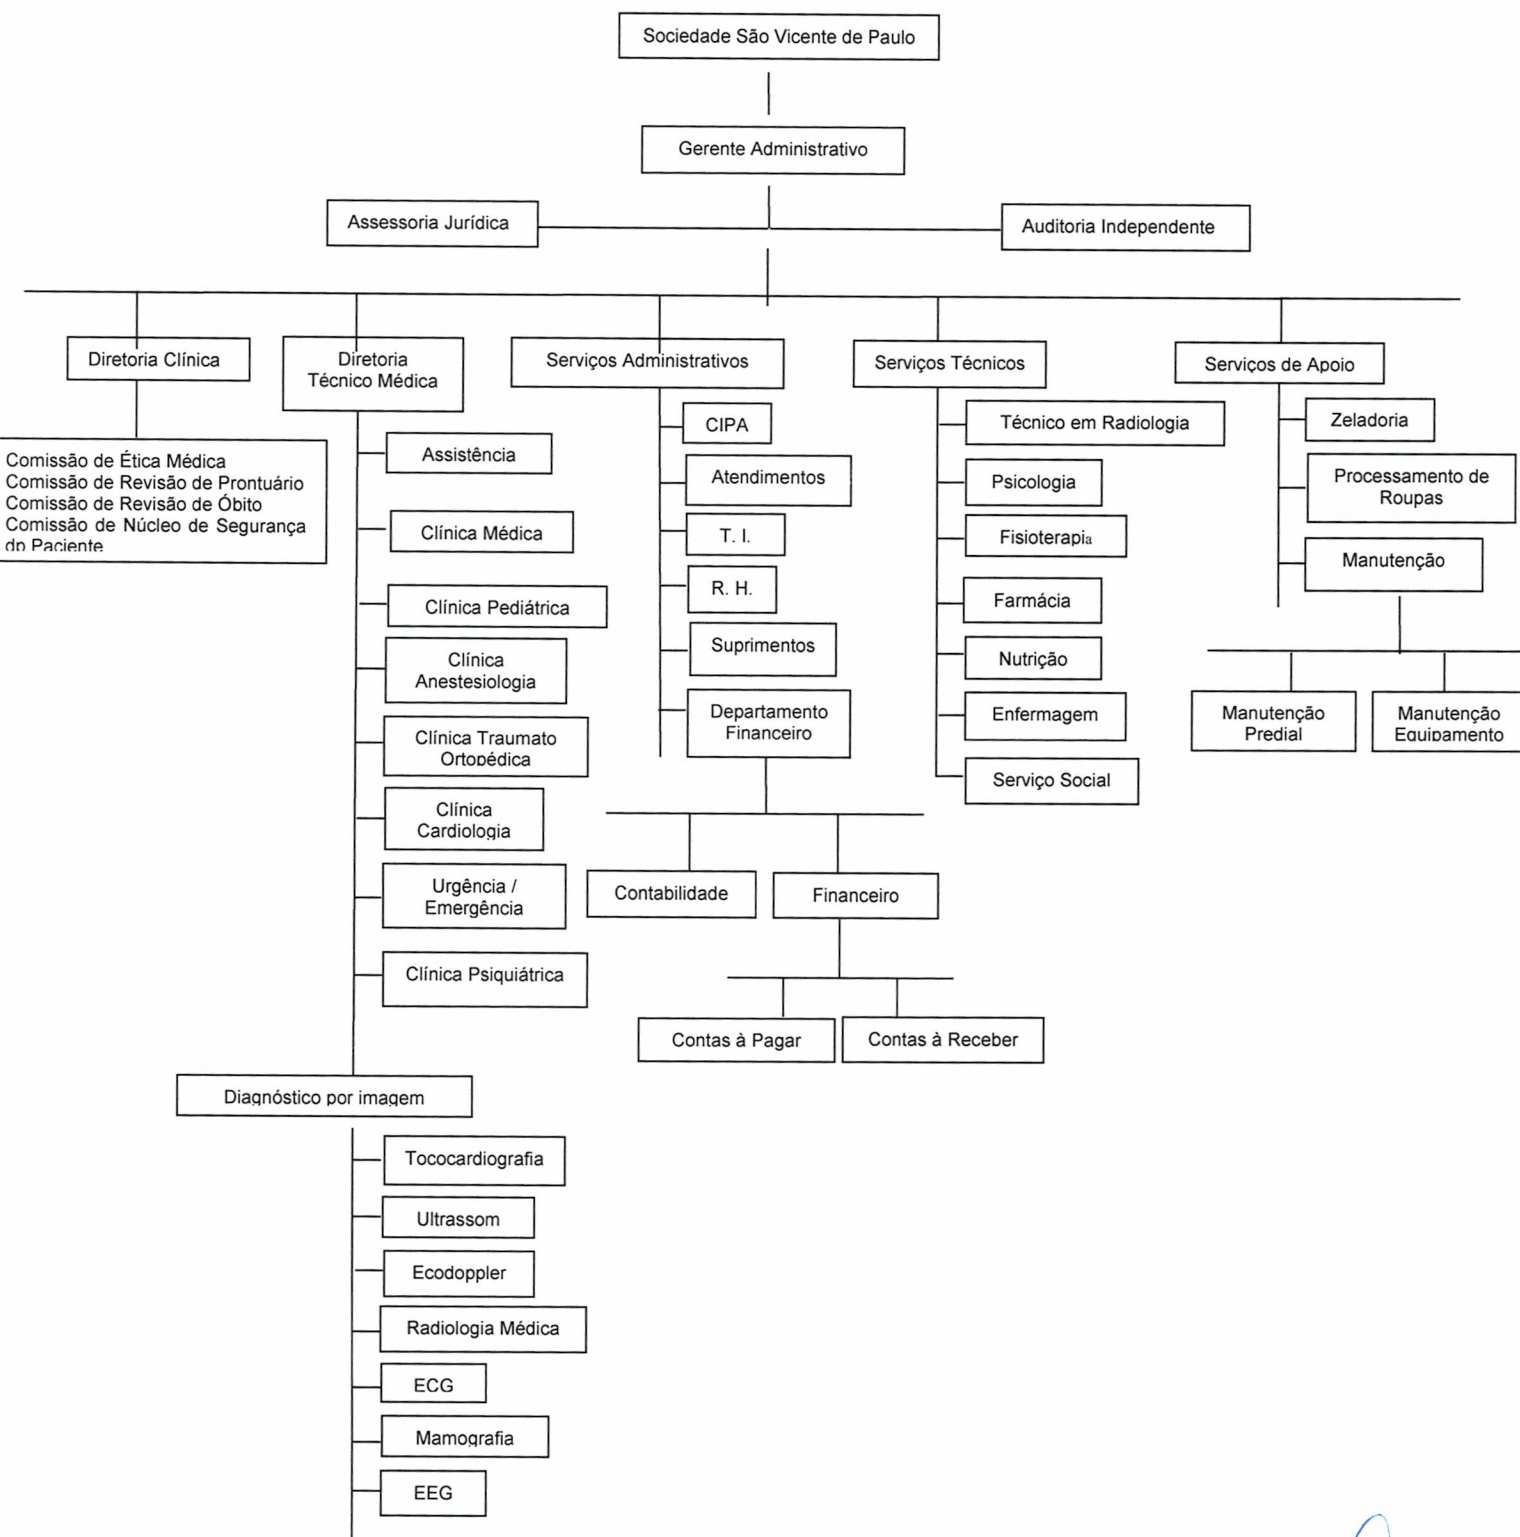 Sociedade São Vicente de Paulo
Gerente Administrativo
Assessoria Jurídica
Auditoria Independente
Diretoria Clínica
Comissão de Ética Médica
Comissão de Revisão de Prontuário
Comissão de Revisão de Óbito
Comissão de Núcleo de Segurança
do Paciente
Diretoria
Técnico Médica
Assistência
Clínica Médica
Clínica Pediátrica
Clínica
Anestesiologia
Clínica Traumato
Ortopédica
Clínica
Cardiologia
Urgência /
Emergência
Clínica Psiquiátrica
Diagnóstico por imagem
Tococardiografia
Ultrassom
Ecodoppler
Radiologia Médica
ECG
Mamografia
EEG
Serviços Administrativos
CIPA
Atendimentos
T. I.
R. H.
Suprimentos
Departamento
Financeiro
Contabilidade
Financeiro
Contas à Pagar
Contas à Receber
Serviços Técnicos
Técnico em Radiologia
Psicologia
Fisioterapia
Farmácia
Nutrição
Enfermagem
Serviço Social
Serviços de Apoio
Zeladoria
Processamento de
Roupas
Manutenção
Manutenção
Predial
Manutenção
Equipamento